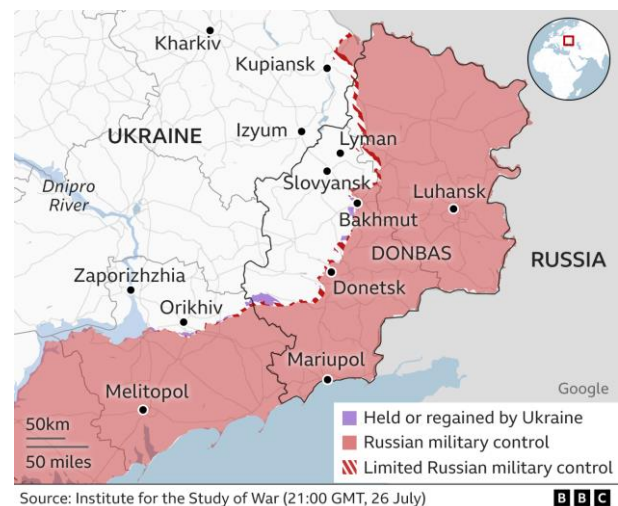 Kharkiv
Kupiansk
UKRAINE
Izyum
Lyman
Slovyansk
Dnipro
River
Luhansk
Bakhmut
DONBAS
RUSSIA
Zaporizhzhia
Donetsk
Orikhiv
Mariupol
Melitopol
Google
50km
50 miles
Held or regained by Ukraine
Russian military control
Limited Russian military control
Source: Institute for the Study of War (21:00 GMT, 26 July)
BBC